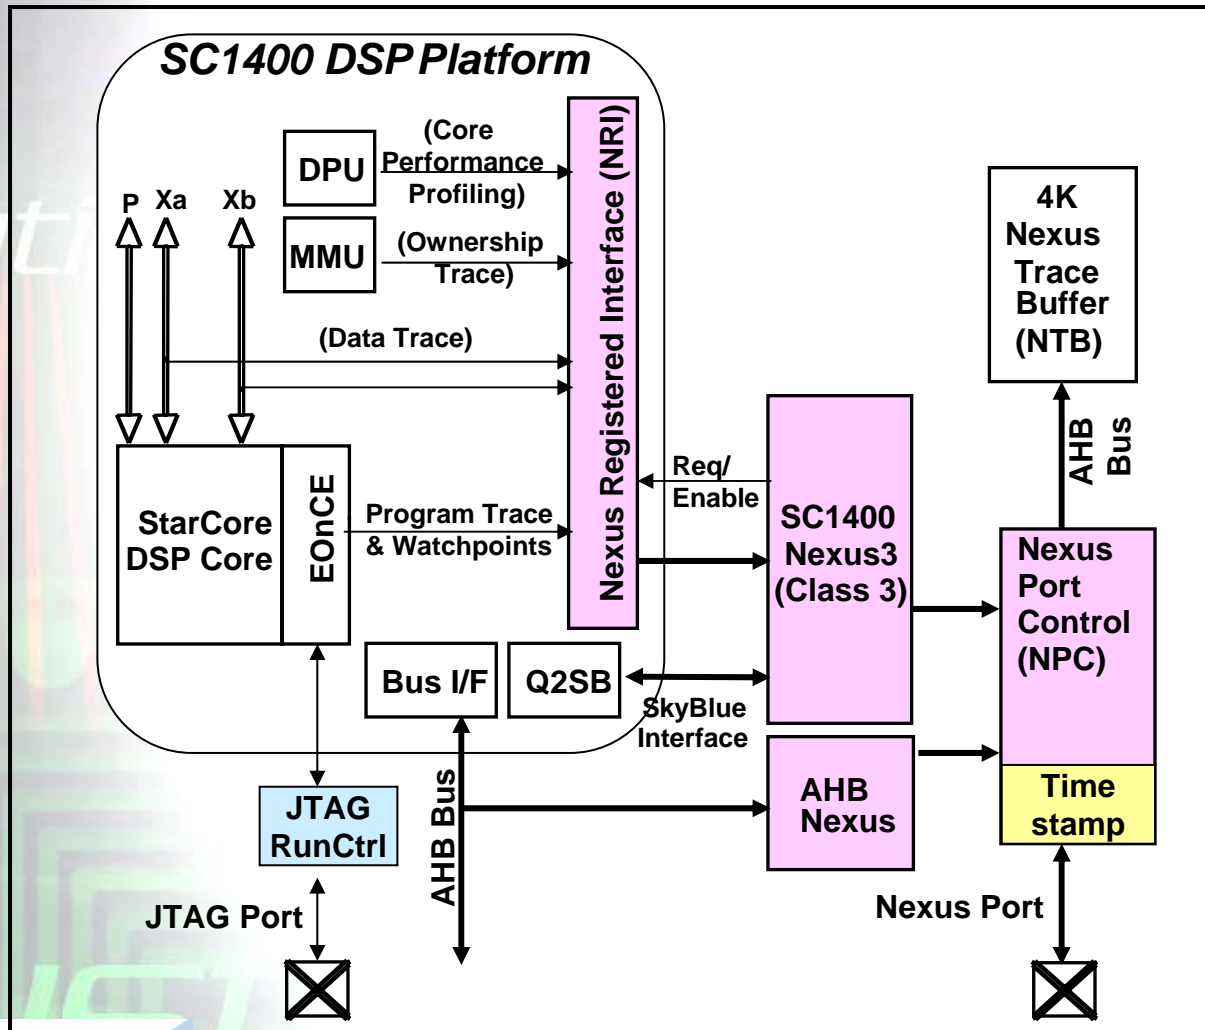 SC1400 DSP Platform
DPU
(Core
Performance
Profiling)
P
Xa
Xb
MMU
(Ownership
Trace)
(Data Trace)
Nexus Registered Interface (NRI)
4K
Nexus
Trace
Buffer
(NTB)
AHB
Bus
StarCore
DSP Core
EOnCE
Program Trace
& Watchpoints
Req/
Enable
SC1400
Nexus3
(Class 3)
Nexus
Port
Control
(NPC)
Bus I/F
Q2SB
SkyBlue
Interface
AHB Bus
AHB
Nexus
Time
stamp
JTAG
RunCtrl
JTAG Port
Nexus Port